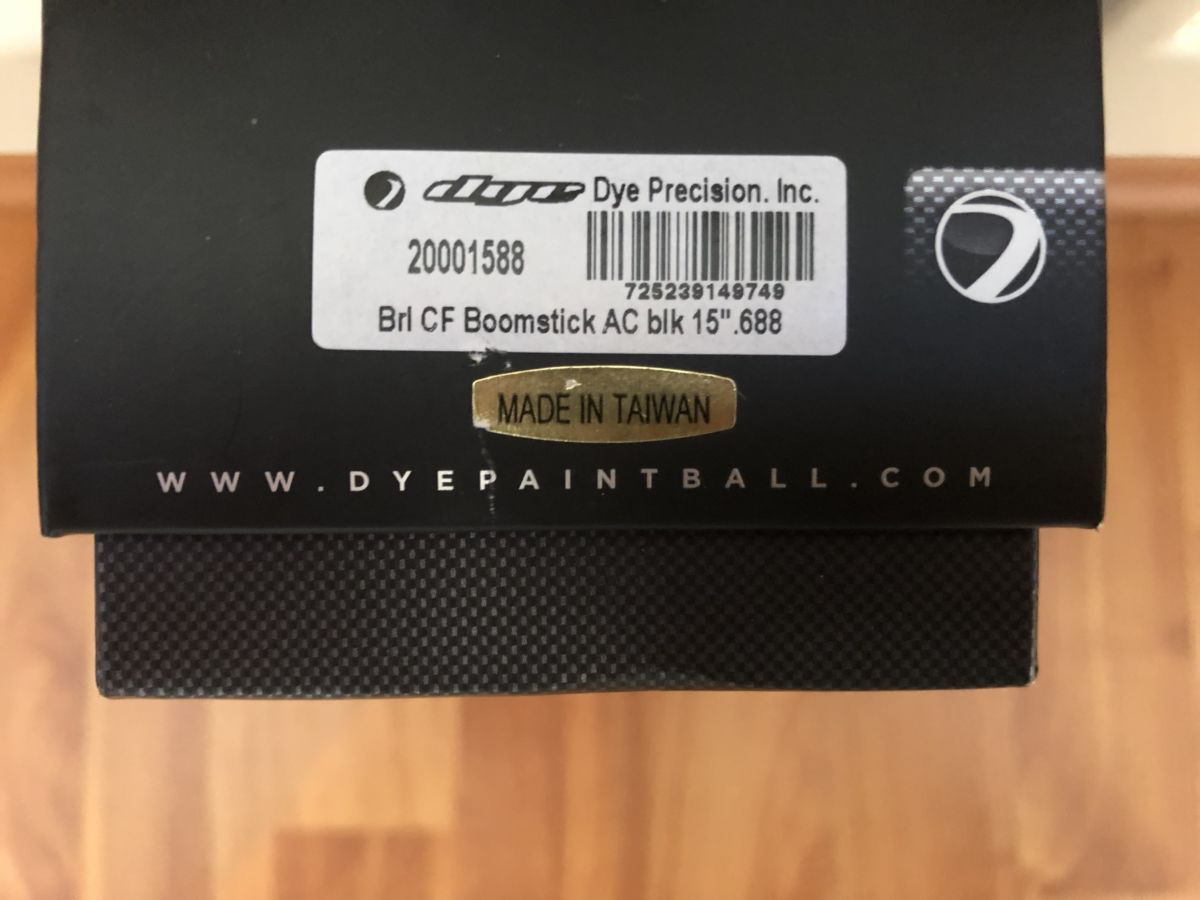 dye Dye Precision. Inc.
20001588
725239149749
Brl CF Boomstick AC blk 15".688
MADE IN TAIWAN
WWW.DYEPAINTBALL.COM